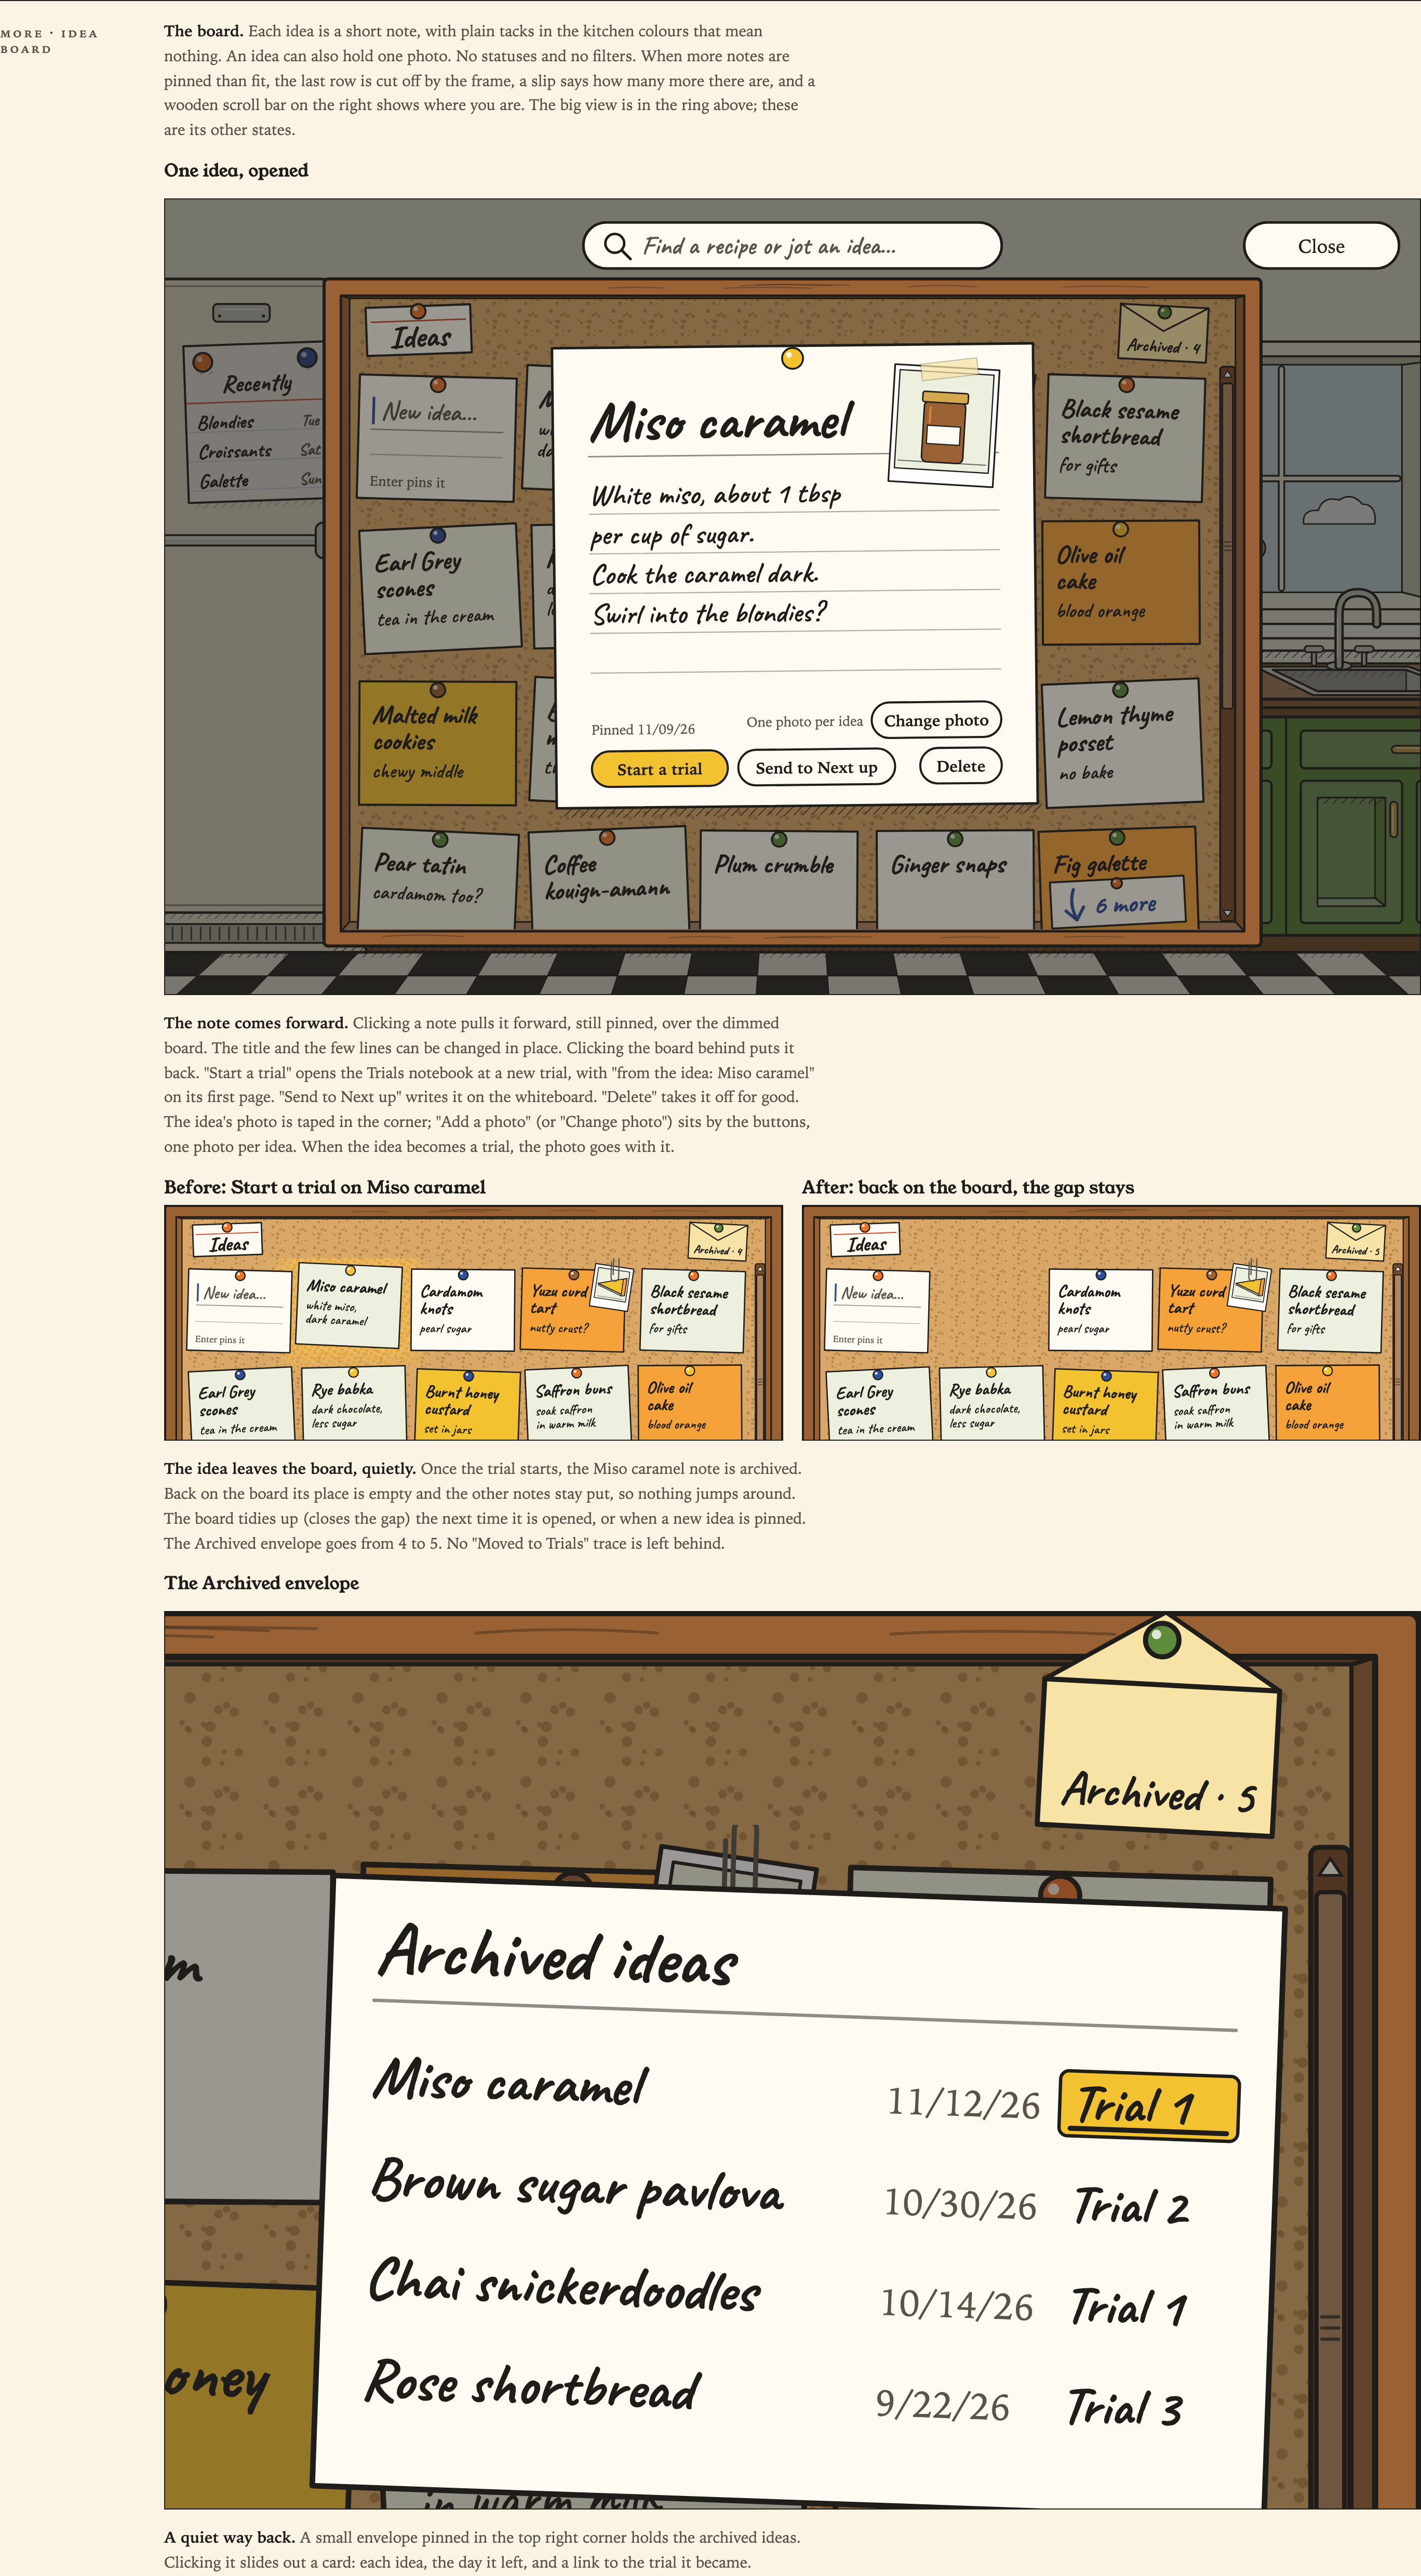 MORE · IDEA
BOARD
The board. Each idea is a short note, with plain tacks in the kitchen colours that mean
nothing. An idea can also hold one photo. No statuses and no filters. When more notes are
pinned than fit, the last row is cut off by the frame, a slip says how many more there are, and a
wooden scroll bar on the right shows where you are. The big view is in the ring above; these
are its other states.
One idea, opened
Find a recipe or jot an idea...
Close
Recently
Blondies Tue
Croissants Sat
Galette Sun
Ideas
Archived · 4
New idea...
Enter pins it
Black sesame
shortbread
for gifts
Earl Grey
scones
tea in the cream
Olive oil
cake
blood orange
Malted milk
cookies
chewy middle
Lemon thyme
posset
no bake
Miso caramel
White miso, about 1 tbsp
per cup of sugar.
Cook the caramel dark.
Swirl into the blondies?
Pinned 11/09/26
One photo per idea
Change photo
Start a trial
Send to Next up
Delete
Pear tatin
cardamom too?
Coffee
kouign-amann
Plum crumble
Ginger snaps
Fig galette
6 more
The note comes forward. Clicking a note pulls it forward, still pinned, over the dimmed
board. The title and the few lines can be changed in place. Clicking the board behind puts it
back. "Start a trial" opens the Trials notebook at a new trial, with "from the idea: Miso caramel"
on its first page. "Send to Next up" writes it on the whiteboard. "Delete" takes it off for good.
The idea's photo is taped in the corner; "Add a photo" (or "Change photo") sits by the buttons,
one photo per idea. When the idea becomes a trial, the photo goes with it.
Before: Start a trial on Miso caramel
Ideas
Archived · 4
New idea...
Enter pins it
Miso caramel
white miso,
dark caramel
Cardamom
knots
pearl sugar
Yuzu curd
tart
nutty crust?
Black sesame
shortbread
for gifts
Earl Grey
scones
tea in the cream
Rye babka
dark chocolate,
less sugar
Burnt honey
custard
set in jars
Saffron buns
soak saffron
in warm milk
Olive oil
cake
blood orange
After: back on the board, the gap stays
Ideas
Archived · 5
New idea...
Enter pins it
Cardamom
knots
pearl sugar
Yuzu curd
tart
nutty crust?
Black sesame
shortbread
for gifts
Earl Grey
scones
tea in the cream
Rye babka
dark chocolate,
less sugar
Burnt honey
custard
set in jars
Saffron buns
soak saffron
in warm milk
Olive oil
cake
blood orange
The idea leaves the board, quietly. Once the trial starts, the Miso caramel note is archived.
Back on the board its place is empty and the other notes stay put, so nothing jumps around.
The board tidies up (closes the gap) the next time it is opened, or when a new idea is pinned.
The Archived envelope goes from 4 to 5. No "Moved to Trials" trace is left behind.
The Archived envelope
Archived · 5
m
oney
Archived ideas
Miso caramel 11/12/26 Trial 1
Brown sugar pavlova 10/30/26 Trial 2
Chai snickerdoodles 10/14/26 Trial 1
Rose shortbread 9/22/26 Trial 3
in warm milk
A quiet way back. A small envelope pinned in the top right corner holds the archived ideas.
Clicking it slides out a card: each idea, the day it left, and a link to the trial it became.